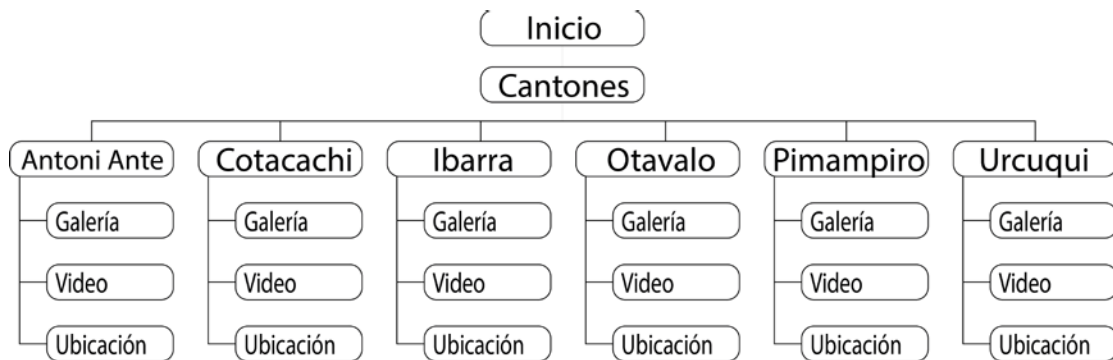 Inicio
Cantones
Antoni Ante
Cotacachi
Ibarra
Otavalo
Pimampiro
Urcuqui
Galería
Galería
Galería
Galería
Galería
Galería
Video
Video
Video
Video
Video
Video
Ubicación
Ubicación
Ubicación
Ubicación
Ubicación
Ubicación